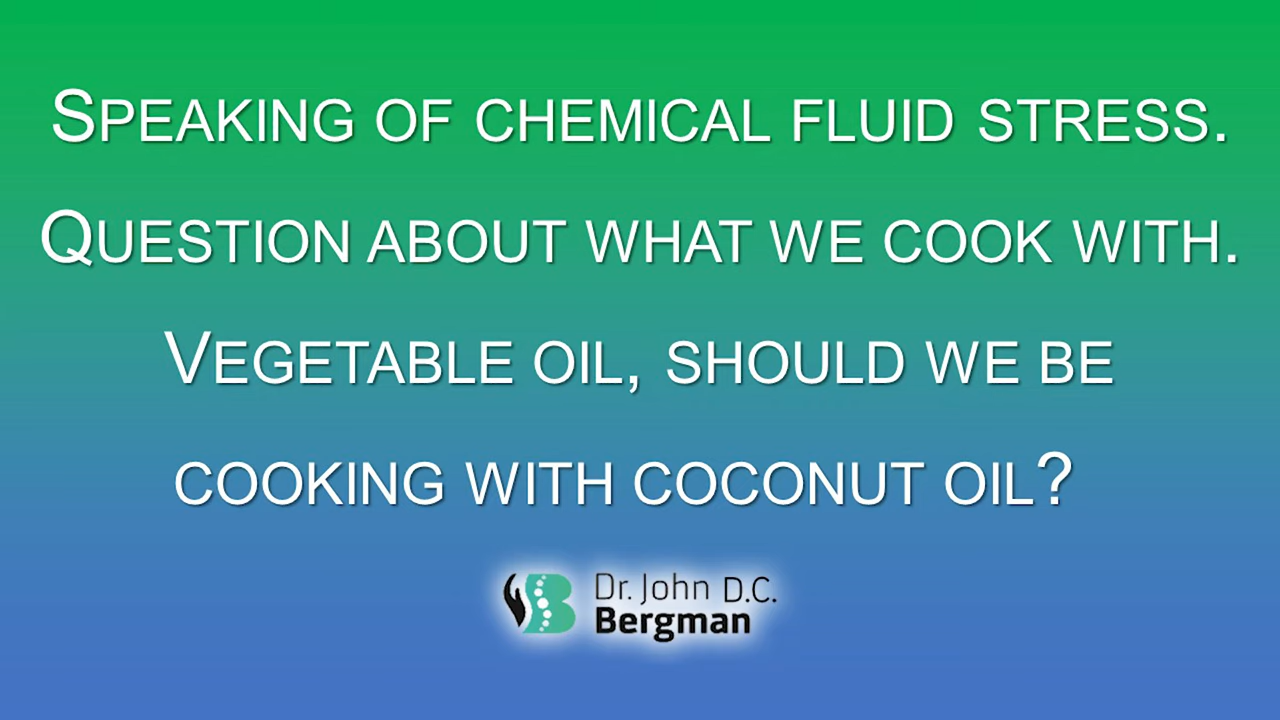 Speaking of chemical fluid stress.
Question about what we cook with.
Vegetable oil, should we be
cooking with coconut oil?
Dr. John D.C.
Bergman